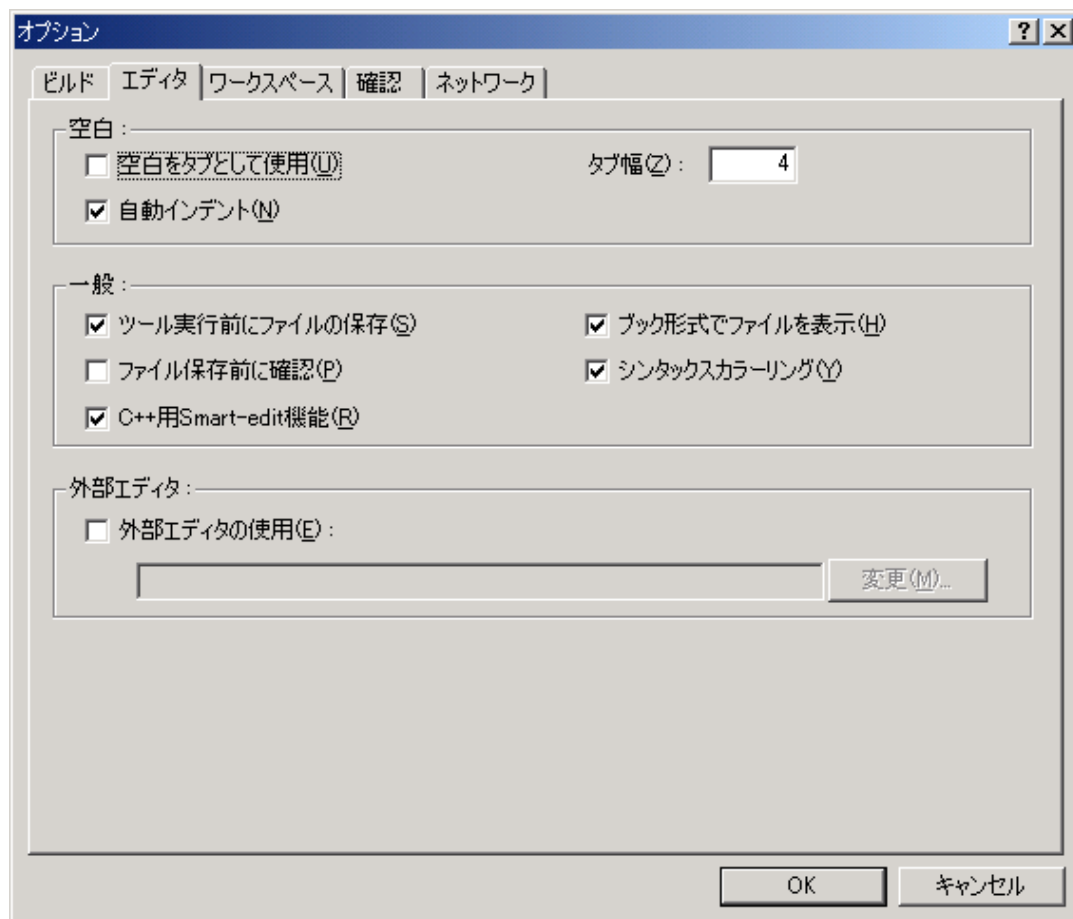 オプション
ビルド エディタ ワークスペース 確認 ネットワーク
空白:
空白をタブとして使用(U) タブ幅(Z): 4
自動インデント(N)
一般:
ツール実行前にファイルの保存(S) ブック形式でファイルを表示(H)
ファイル保存前に確認(P) シンタックスカラーリング(Y)
C++用Smart-edit機能(R)
外部エディタ:
外部エディタの使用(E):
変更(M)...
OK キャンセル